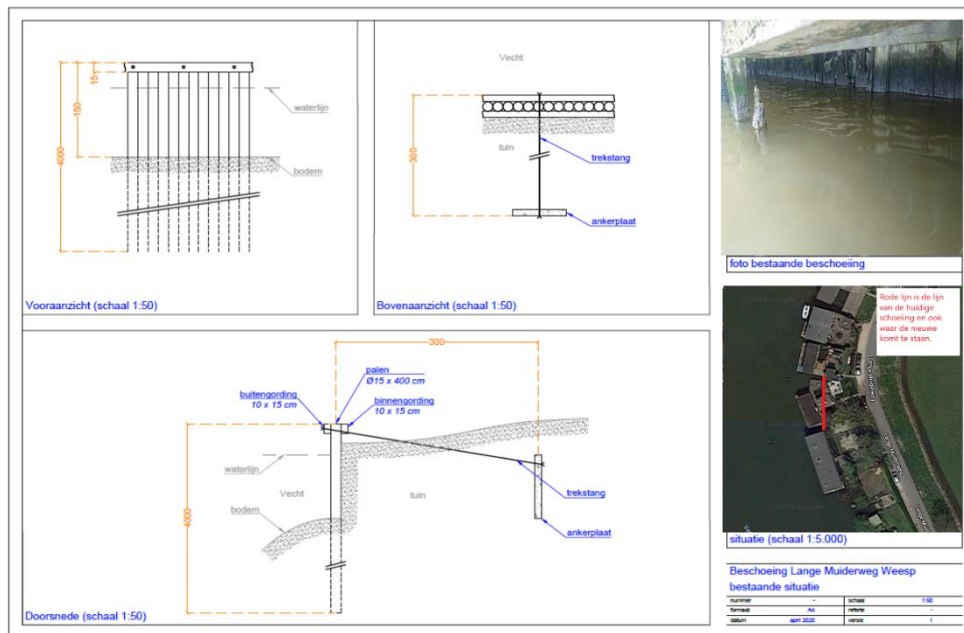 15
150
4000
waterlijn
bodem
Vooraanzicht (schaal 1:50)
Vecht
300
tuin
trekstang
ankerplaat
Bovenaanzicht (schaal 1:50)
foto bestaande beschoeiing
300
palen
Ø15 x 400 cm
buitengording
10 x 15 cm
binnengording
10 x 15 cm
waterlijn
Vecht
tuin
bodem
4000
trekstang
ankerplaat
Doorsnede (schaal 1:50)
Rode lijn is de lijn
van de huidige
schoeiing en ook
waar de nieuwe
komt te staan.
situatie (schaal 1:5.000)
Beschoeing Lange Muiderweg Weesp
bestaande situatie
nummer -
schaal 1:50
formaat A4
referte -
datum april 2020
versie 1